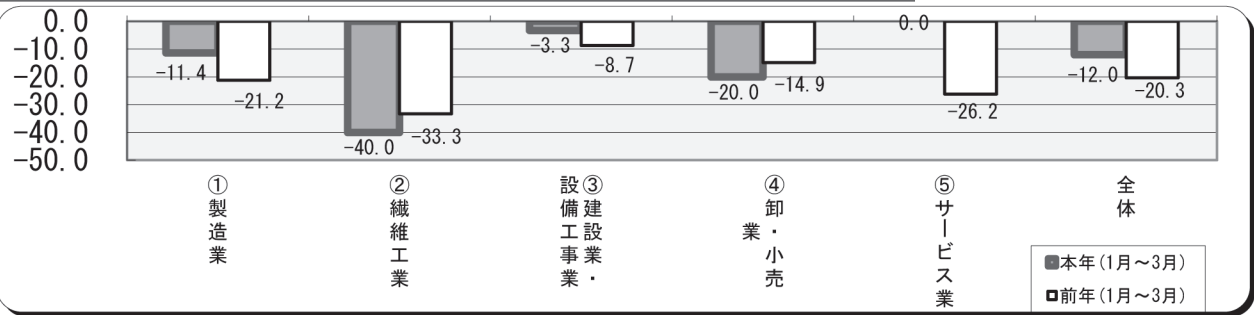 0.0
-10.0
-20.0
-30.0
-40.0
-50.0
-11.4
-21.2
-40.0
-33.3
-3.3
-8.7
-20.0
-14.9
0.0
-26.2
-12.0
-20.3
①製造業
②繊維工業
③建設業・
設備工事業
④卸・小売
業
⑤サービス業
全体
本年(1月～3月)
前年(1月～3月)